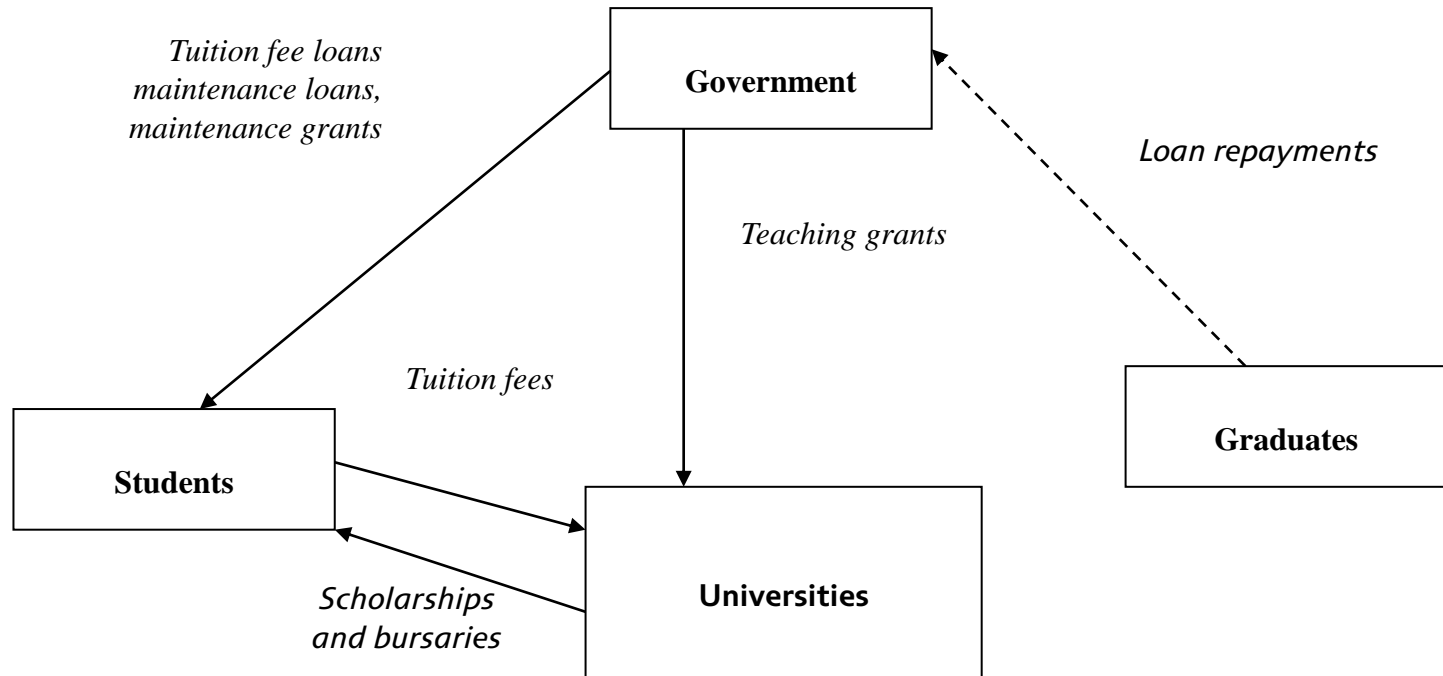 Tuition fee loans
maintenance loans,
maintenance grants
Government
Loan repayments
Teaching grants
Tuition fees
Students
Graduates
Scholarships
and bursaries
Universities